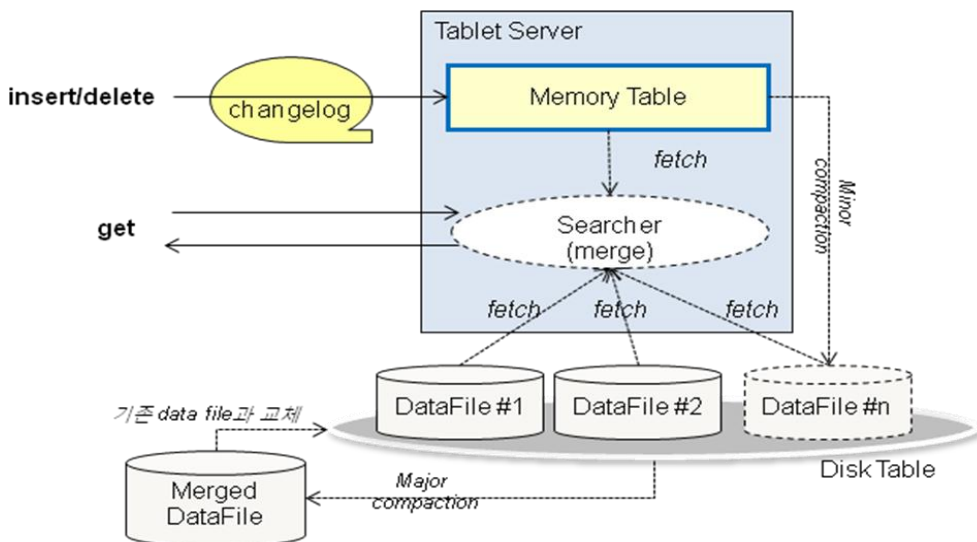 Tablet Server
insert/delete
changelog
Memory Table
fetch
Minor
compaction
get
Searcher
(merge)
fetch
fetch
fetch
DataFile #1
DataFile #2
DataFile #n
기존 data file과 교체
Disk Table
Merged
DataFile
Major
compaction